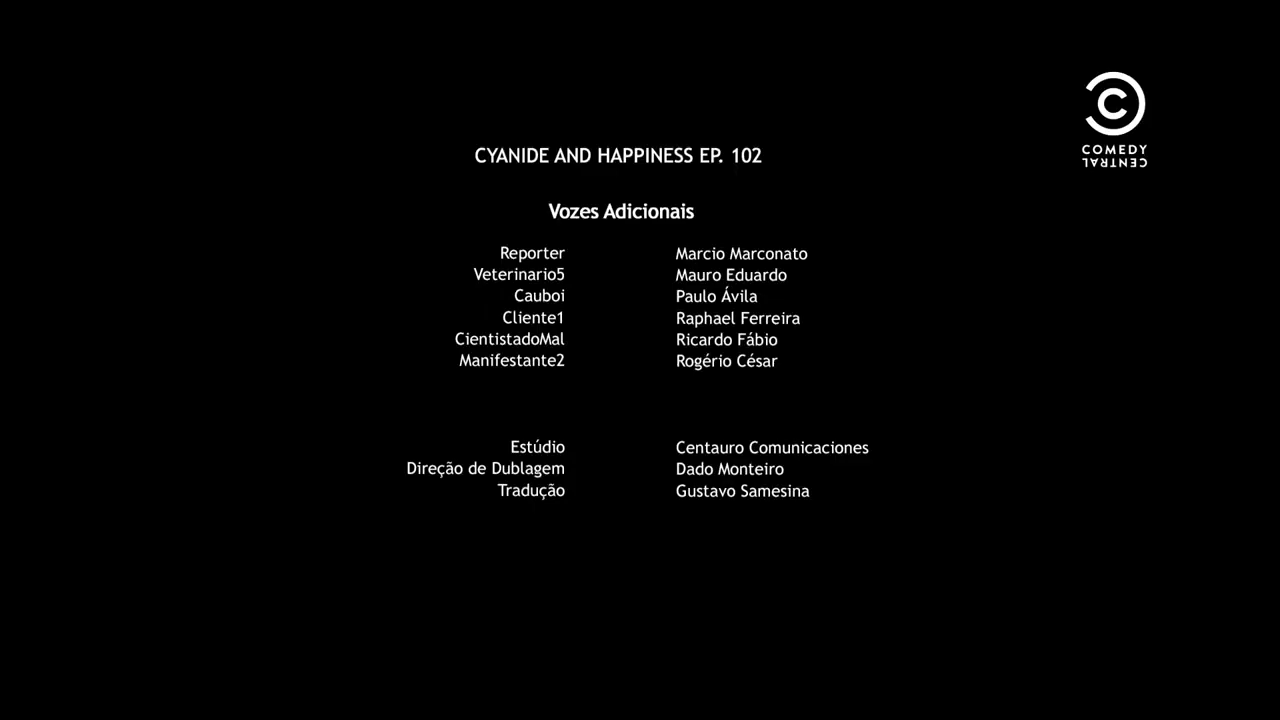 COMEDY
CENTRAL
CYANIDE AND HAPPINESS EP. 102
Vozes Adicionais
Reporter Marcio Marconato
Veterinario5 Mauro Eduardo
Cauboi Paulo Ávila
Cliente1 Raphael Ferreira
CientistadoMal Ricardo Fábio
Manifestante2 Rogério César
Estúdio Centauro Comunicaciones
Direção de Dublagem Dado Monteiro
Tradução Gustavo Samesina